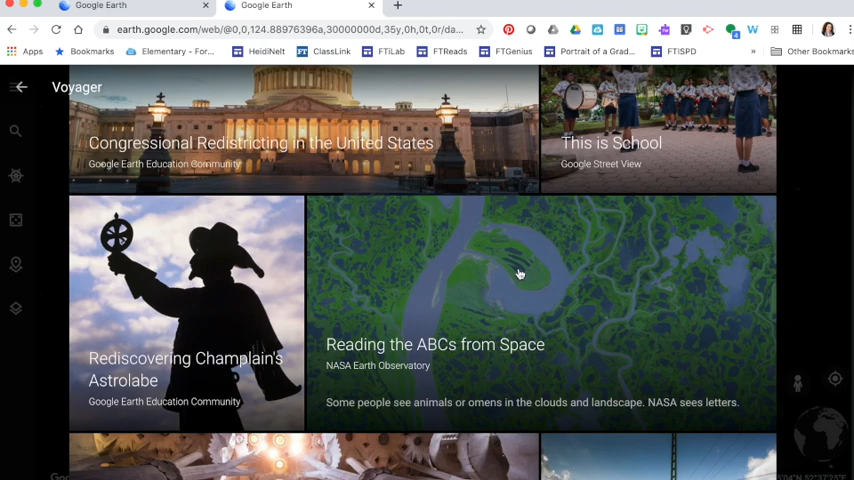 Google Earth
Google Earth
earth.google.com/web/@0,0,124.88976396a,30000000d,35y,0h,0t,0r/da...
Apps
Bookmarks
Elementary - For...
HeidiNelt
ClassLink
FTiLab
FTReads
FTGenius
Portrait of a Grad...
FTiSPD
»
Other Bookmarks
Voyager
Congressional Redistricting in the United States
Google Earth Education Community
This is School
Google Street View
Rediscovering Champlain's
Astrolabe
Google Earth Education Community
Reading the ABCs from Space
NASA Earth Observatory
Some people see animals or omens in the clouds and landscape. NASA sees letters.